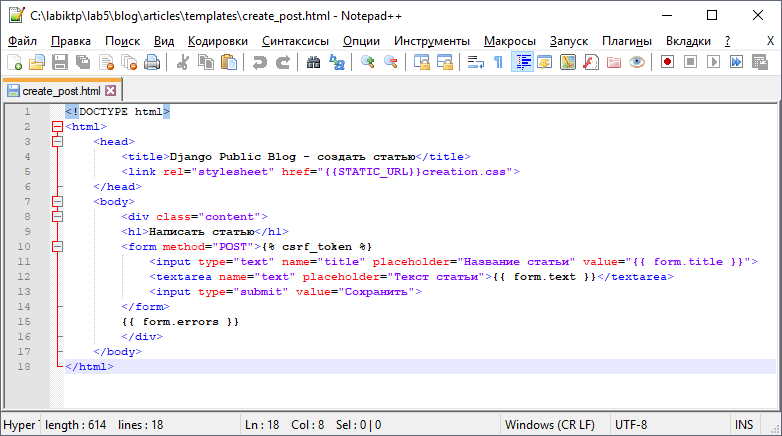 C:\labiktp\lab5\blog\articles\templates\create_post.html - Notepad++
Файл Правка Поиск Вид Кодировки Синтаксисы Опции Инструменты Макросы Запуск Плагины Вкладки ? X
create_post.html
1 <!DOCTYPE html>
2 <html>
3 <head>
4 <title>Django Public Blog - создать статью</title>
5 <link rel="stylesheet" href="{{STATIC_URL}}creation.css">
6 </head>
7 <body>
8 <div class="content">
9 <h1>Написать статью</h1>
10 <form method="POST">{% csrf_token %}
11 <input type="text" name="title" placeholder="Название статьи" value="{{ form.title }}">
12 <textarea name="text" placeholder="Текст статьи">{{ form.text }}</textarea>
13 <input type="submit" value="Сохранить">
14 </form>
15 {{ form.errors }}
16 </div>
17 </body>
18 </html>
Hyper length : 614 lines : 18 Ln : 18 Col : 8 Sel : 0 | 0 Windows (CR LF) UTF-8 INS